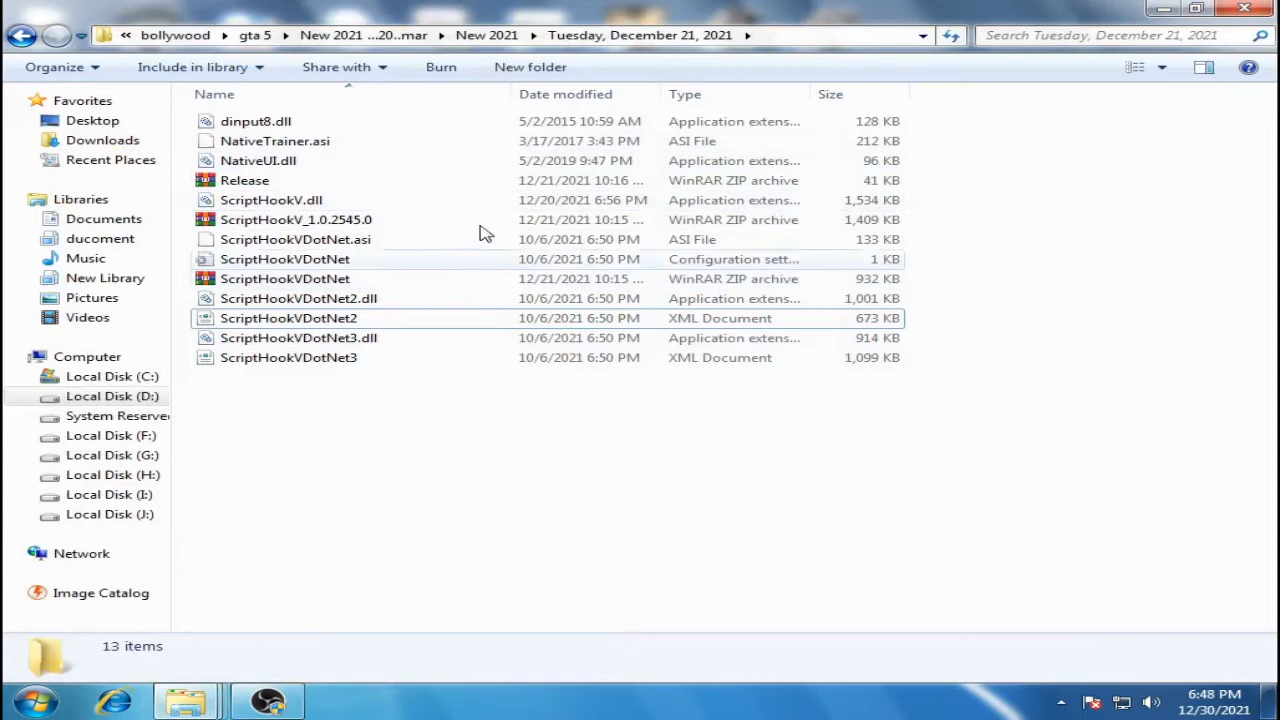 « bollywood gta 5 New 2021 ...20..mar New 2021 Tuesday, December 21, 2021 Search Tuesday, December 21, 2021
Organize Include in library Share with Burn New folder
Name Date modified Type Size
dinput8.dll 5/2/2015 10:59 AM Application extens... 128 KB
NativeTrainer.asi 3/17/2017 3:43 PM ASI File 212 KB
NativeUI.dll 5/2/2019 9:47 PM Application extens... 96 KB
Release 12/21/2021 10:16 ... WinRAR ZIP archive 41 KB
ScriptHookV.dll 12/20/2021 6:56 PM Application extens... 1,534 KB
ScriptHookV_1.0.2545.0 12/21/2021 10:15 ... WinRAR ZIP archive 1,409 KB
ScriptHookVDotNet.asi 10/6/2021 6:50 PM ASI File 133 KB
ScriptHookVDotNet 10/6/2021 6:50 PM Configuration sett... 1 KB
ScriptHookVDotNet 12/21/2021 10:15 ... WinRAR ZIP archive 932 KB
ScriptHookVDotNet2.dll 10/6/2021 6:50 PM Application extens... 1,001 KB
ScriptHookVDotNet2 10/6/2021 6:50 PM XML Document 673 KB
ScriptHookVDotNet3.dll 10/6/2021 6:50 PM Application extens... 914 KB
ScriptHookVDotNet3 10/6/2021 6:50 PM XML Document 1,099 KB
Favorites
Desktop
Downloads
Recent Places
Libraries
Documents
ducoment
Music
New Library
Pictures
Videos
Computer
Local Disk (C:)
Local Disk (D:)
System Reserve
Local Disk (F:)
Local Disk (G:)
Local Disk (H:)
Local Disk (I:)
Local Disk (J:)
Network
Image Catalog
13 items
6:48 PM
12/30/2021